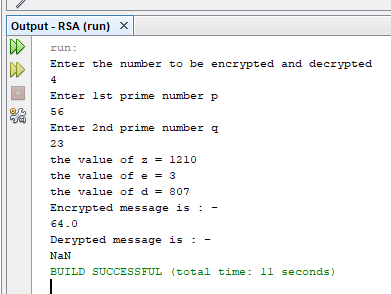 Output - RSA (run)
run:
Enter the number to be encrypted and decrypted
4
Enter 1st prime number p
56
Enter 2nd prime number q
23
the value of z = 1210
the value of e = 3
the value of d = 807
Encrypted message is : -
64.0
Derypted message is : -
NaN
BUILD SUCCESSFUL (total time: 11 seconds)